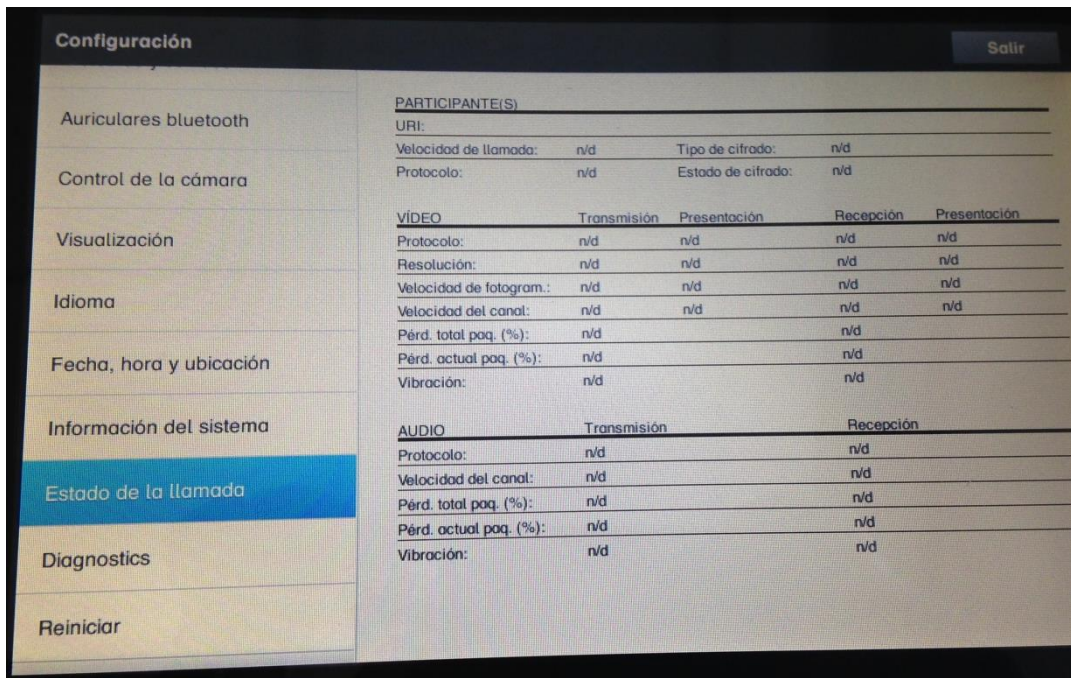 Configuración
Salir
Auriculares bluetooth
Control de la cámara
Visualización
Idioma
Fecha, hora y ubicación
Información del sistema
Estado de la llamada
Diagnostics
Reiniciar
PARTICIPANTE(S)
URI:
Velocidad de llamada: n/d Tipo de cifrado: n/d
Protocolo: n/d Estado de cifrado: n/d
VÍDEO Transmisión Presentación Recepción Presentación
Protocolo: n/d n/d n/d n/d
Resolución: n/d n/d n/d n/d
Velocidad de fotogram.: n/d n/d n/d n/d
Velocidad del canal: n/d n/d n/d n/d
Pérd. total paq. (%): n/d n/d
Pérd. actual paq. (%): n/d n/d
Vibración: n/d n/d
AUDIO Transmisión Recepción
Protocolo: n/d n/d
Velocidad del canal: n/d n/d
Pérd. total paq. (%): n/d n/d
Pérd. actual paq. (%): n/d n/d
Vibración: n/d n/d